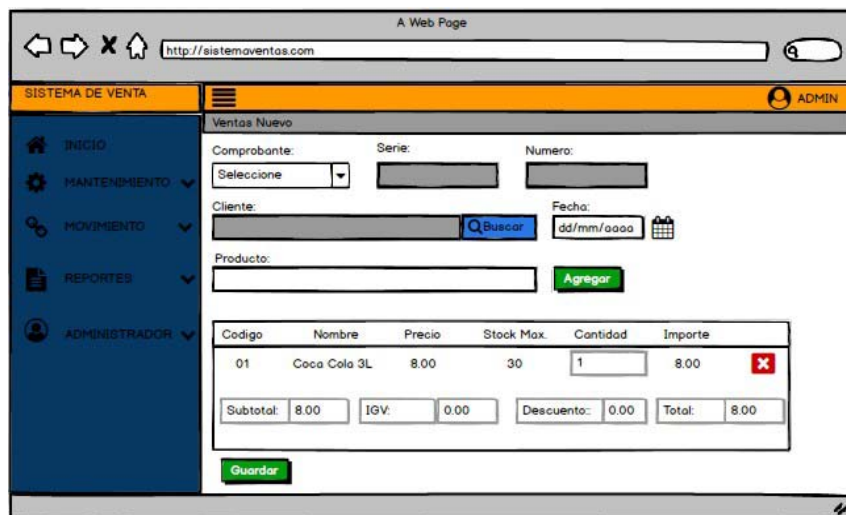 A Web Page
http://sistemaventas.com
SISTEMA DE VENTA
ADMIN
Ventas Nuevo
INICIO
MANTENIMIENTO
MOVIMIENTO
REPORTES
ADMINISTRADOR
Comprobante: Serie: Numero:
Seleccione
Cliente: Fecha:
Buscar dd/mm/aaaa
Producto:
Agregar
Codigo Nombre Precio Stock Max. Cantidad Importe
01 Coca Cola 3L 8.00 30 1 8.00
Subtotal: 8.00 IGV: 0.00 Descuento:: 0.00 Total: 8.00
Guardar